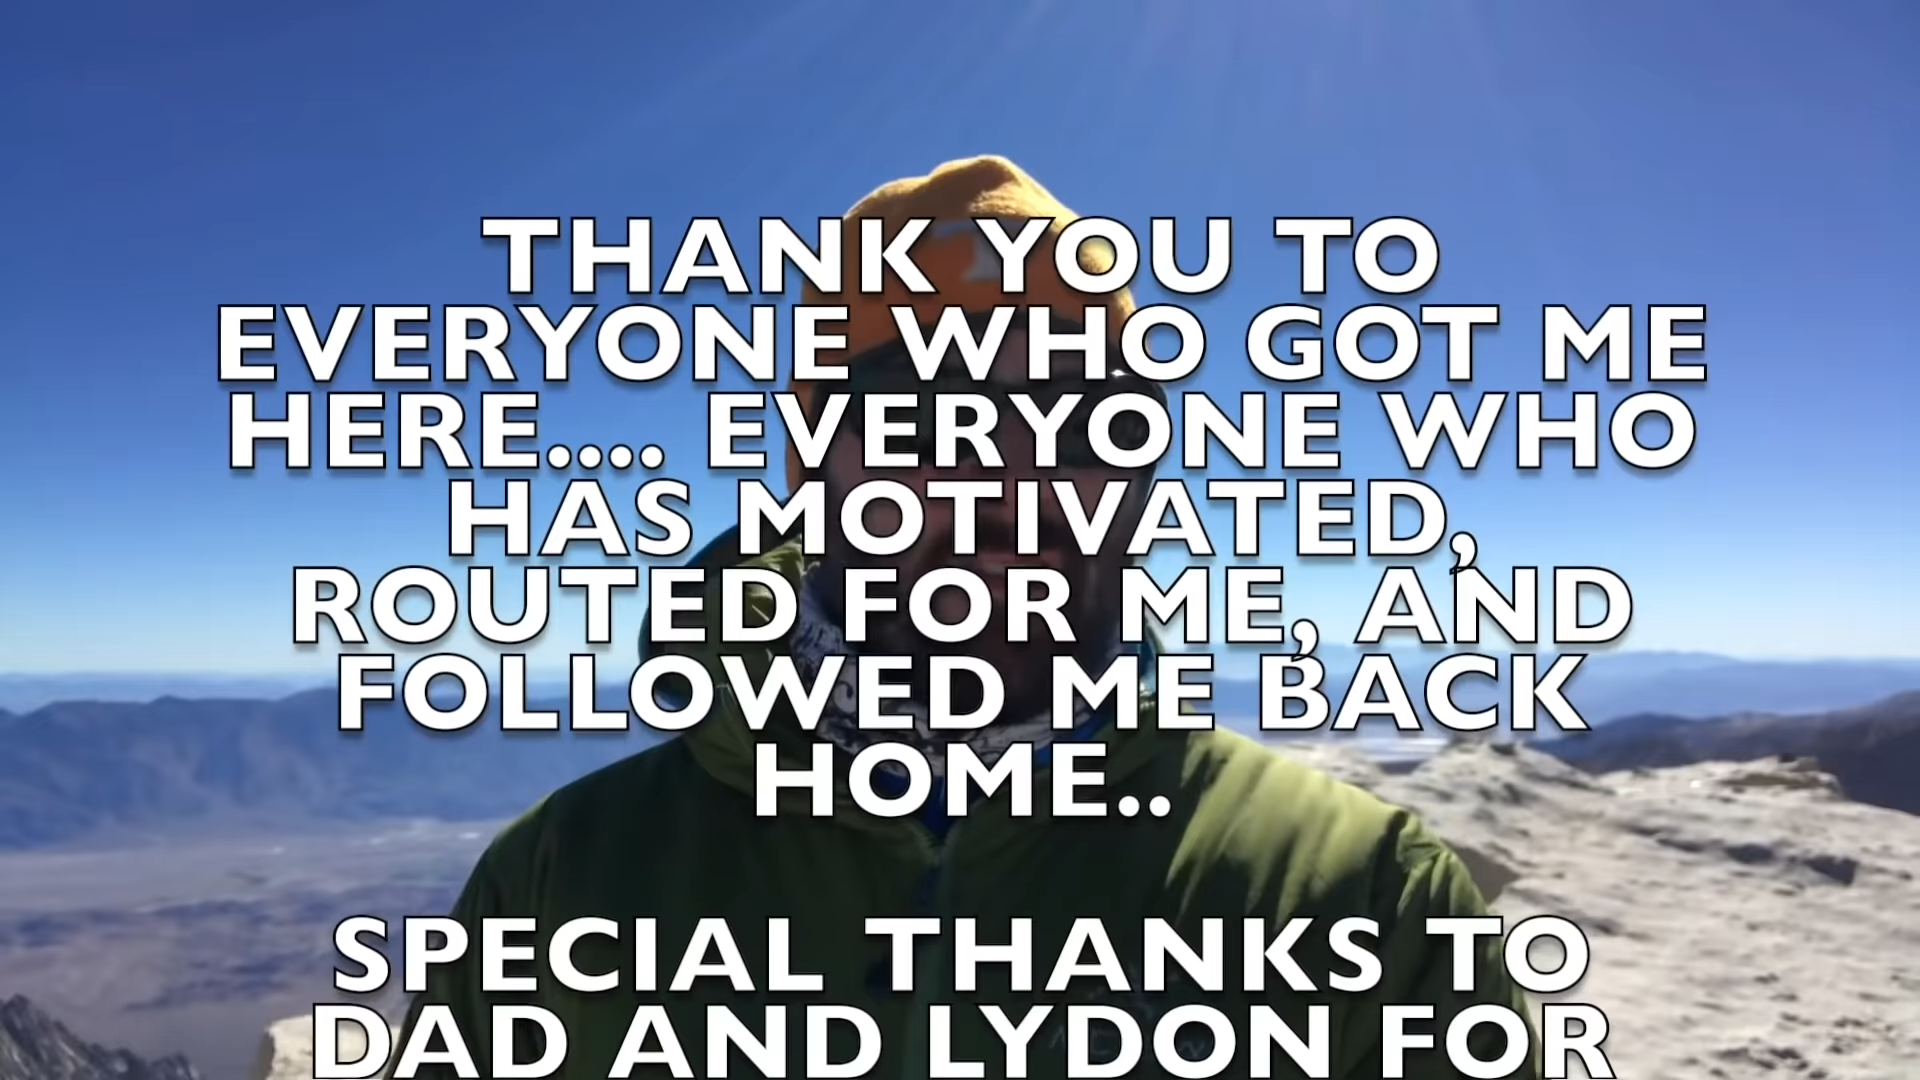 THANK YOU TO
EVERYONE WHO GOT ME
HERE.... EVERYONE WHO
HAS MOTIVATED,
ROUTED FOR ME, AND
FOLLOWED ME BACK
HOME..
SPECIAL THANKS TO
DAD AND LYDON FOR